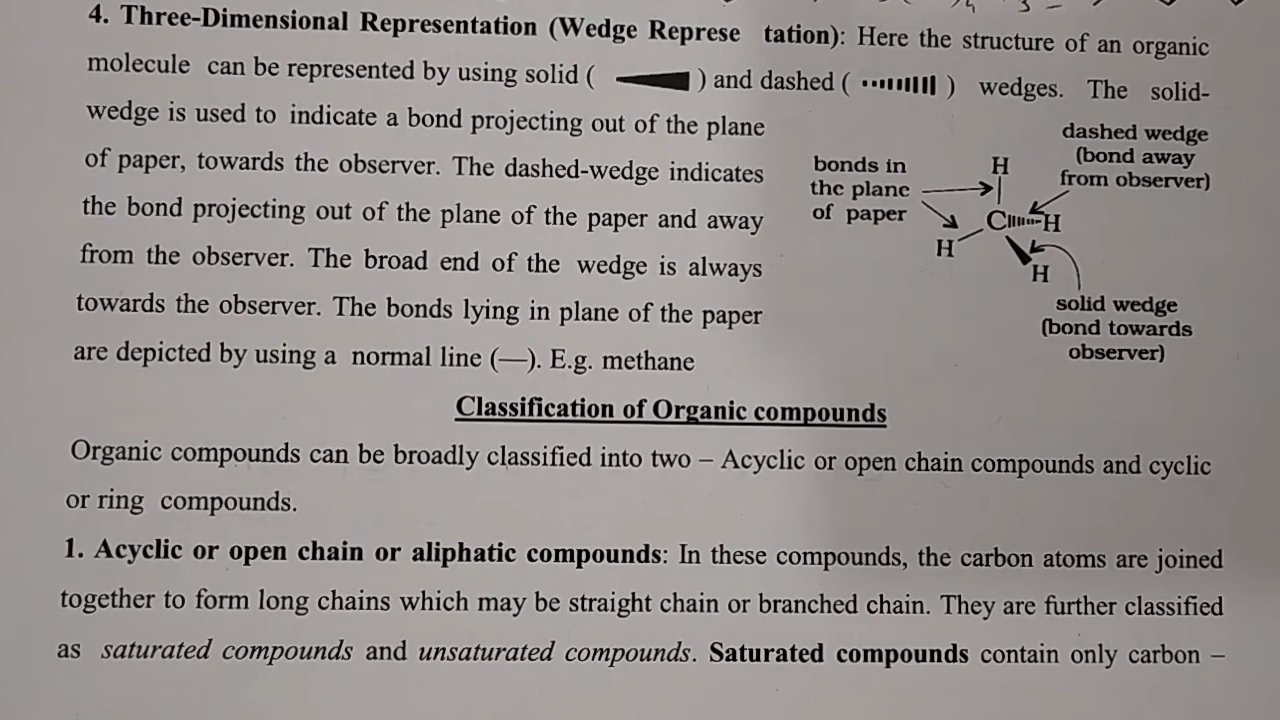 4. Three-Dimensional Representation (Wedge Represe tation): Here the structure of an organic
molecule can be represented by using solid ( ) and dashed ( ) wedges. The solid-
wedge is used to indicate a bond projecting out of the plane
of paper, towards the observer. The dashed-wedge indicates
the bond projecting out of the plane of the paper and away
from the observer. The broad end of the wedge is always
towards the observer. The bonds lying in plane of the paper
are depicted by using a normal line (—). E.g. methane
bonds in
the plane
of paper
H
dashed wedge
(bond away
from observer)
C H
H
H
solid wedge
(bond towards
observer)
Classification of Organic compounds
Organic compounds can be broadly classified into two – Acyclic or open chain compounds and cyclic
or ring compounds.
1. Acyclic or open chain or aliphatic compounds: In these compounds, the carbon atoms are joined
together to form long chains which may be straight chain or branched chain. They are further classified
as saturated compounds and unsaturated compounds. Saturated compounds contain only carbon –